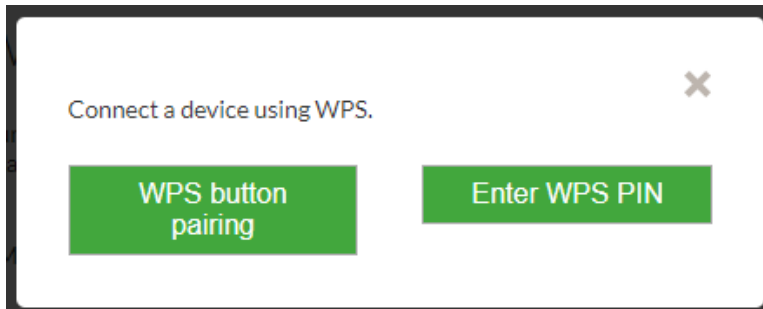 Connect a device using WPS.
WPS button
pairing
Enter WPS PIN